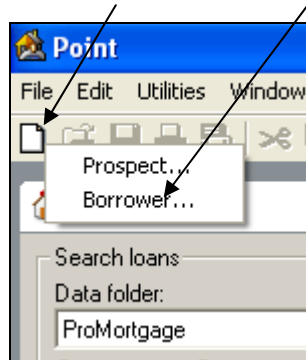 Point
File Edit Utilities Window
Prospect...
Borrower...
Search loans
Data folder:
ProMortgage